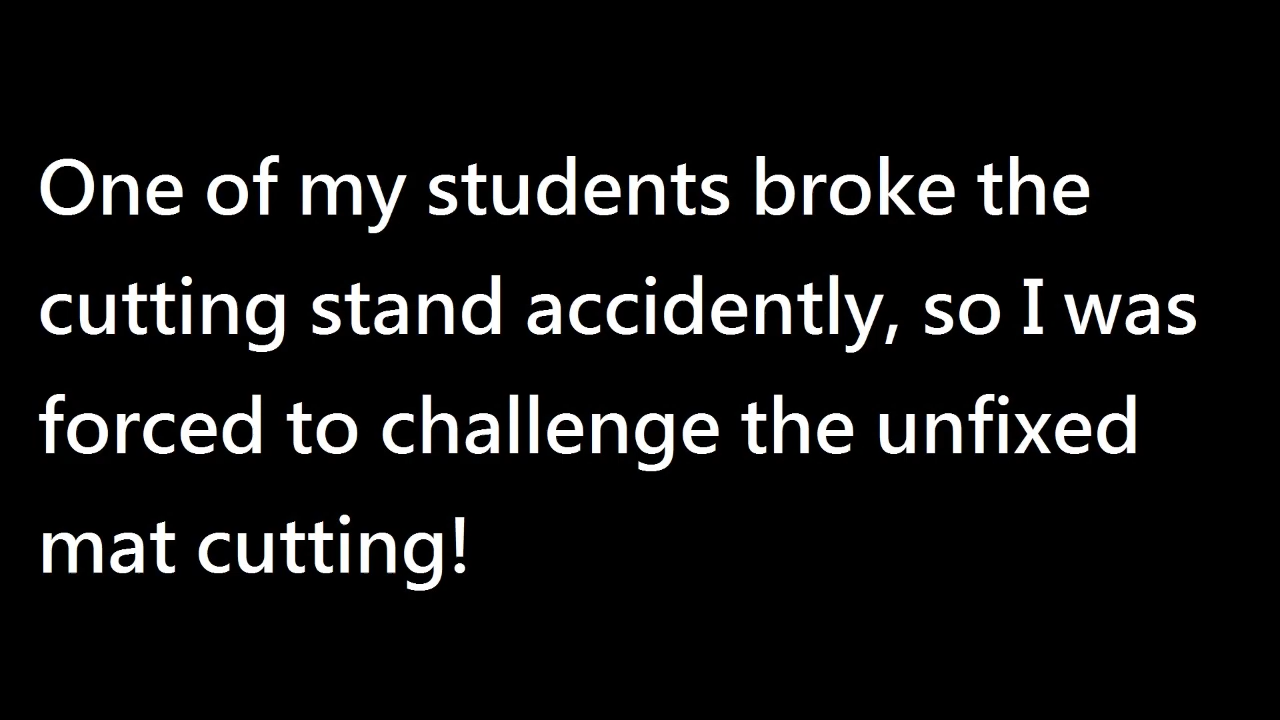 One of my students broke the
cutting stand accidently, so I was
forced to challenge the unfixed
mat cutting!